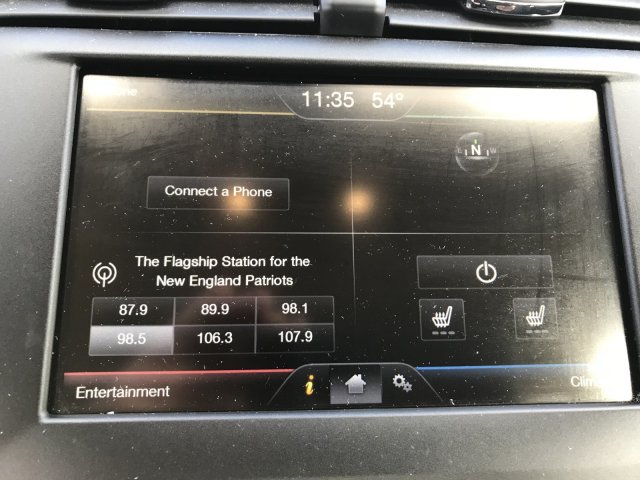 11:35 54°
N
E W
Connect a Phone
The Flagship Station for the
New England Patriots
87.9 89.9 98.1
98.5 106.3 107.9
Entertainment
i